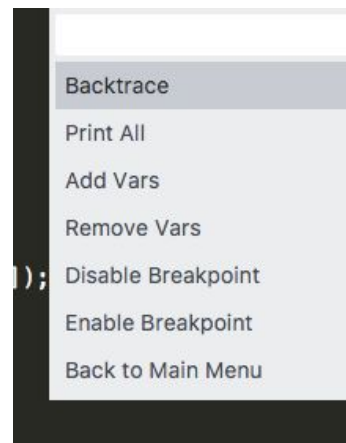 Backtrace
Print All
Add Vars
Remove Vars
]); Disable Breakpoint
Enable Breakpoint
Back to Main Menu